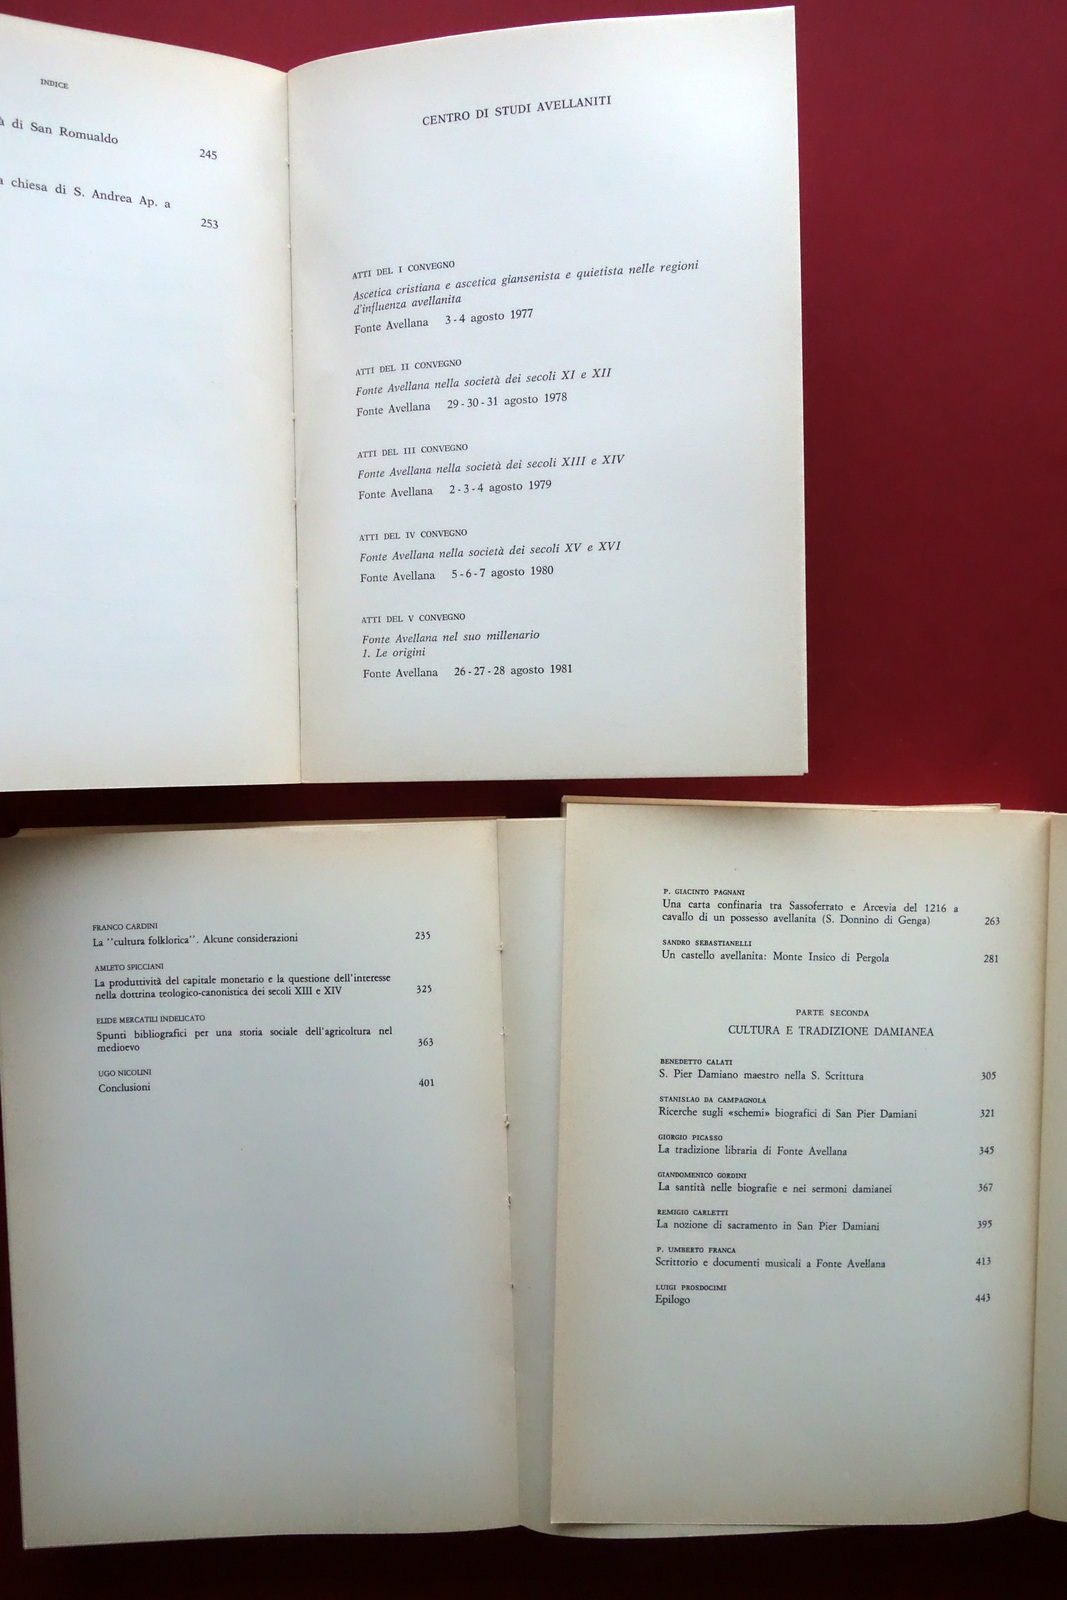 INDICE
di San Romualdo
245
chiesa di S. Andrea Ap. a
253
CENTRO DI STUDI AVELLANITI
ATTI DEL I CONVEGNO
Ascetica cristiana e ascetica giansenista e quietista nelle regioni
d'influenza avellanita
Fonte Avellana 3-4 agosto 1977
ATTI DEL II CONVEGNO
Fonte Avellana nella società dei secoli XI e XII
Fonte Avellana 29-30-31 agosto 1978
ATTI DEL III CONVEGNO
Fonte Avellana nella società dei secoli XIII e XIV
Fonte Avellana 2-3-4 agosto 1979
ATTI DEL IV CONVEGNO
Fonte Avellana nella società dei secoli XV e XVI
Fonte Avellana 5-6-7 agosto 1980
ATTI DEL V CONVEGNO
Fonte Avellana nel suo millenario
1. Le origini
Fonte Avellana 26-27-28 agosto 1981
FRANCO CARDINI
La "cultura folklorica". Alcune considerazioni 235
AMLETO SPICCIANI
La produttività del capitale monetario e la questione dell'interesse
nella dottrina teologico-canonistica dei secoli XIII e XIV 325
ELIDE MERCATILI INDELICATO
Spunti bibliografici per una storia sociale dell'agricoltura nel
medioevo 363
UGO NICOLINI
Conclusioni 401
P. GIACINTO PAGNANI
Una carta confinaria tra Sassoferrato e Arcevia del 1216 a
cavallo di un possesso avellanita (S. Donnino di Genga) 263
SANDRO SEBASTIANELLI
Un castello avellanita: Monte Insico di Pergola 281
PARTE SECONDA
CULTURA E TRADIZIONE DAMIANEA
BENEDETTO CALATI
S. Pier Damiano maestro nella S. Scrittura 305
STANISLAO DA CAMPAGNOLA
Ricerche sugli «schemi» biografici di San Pier Damiani 321
GIORGIO PICASSO
La tradizione libraria di Fonte Avellana 345
GIANDOMENICO GORDINI
La santità nelle biografie e nei sermoni damianei 367
REMIGIO CARLETTI
La nozione di sacramento in San Pier Damiani 395
P. UMBERTO FRANCA
Scrittorio e documenti musicali a Fonte Avellana 413
LUIGI PROSDOCIMI
Epilogo 443